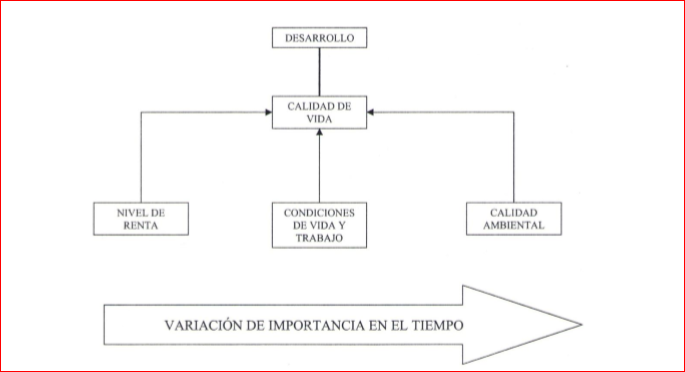 DESARROLLO
CALIDAD DE
VIDA
NIVEL DE
RENTA
CONDICIONES
DE VIDA Y
TRABAJO
CALIDAD
AMBIENTAL
VARIACIÓN DE IMPORTANCIA EN EL TIEMPO